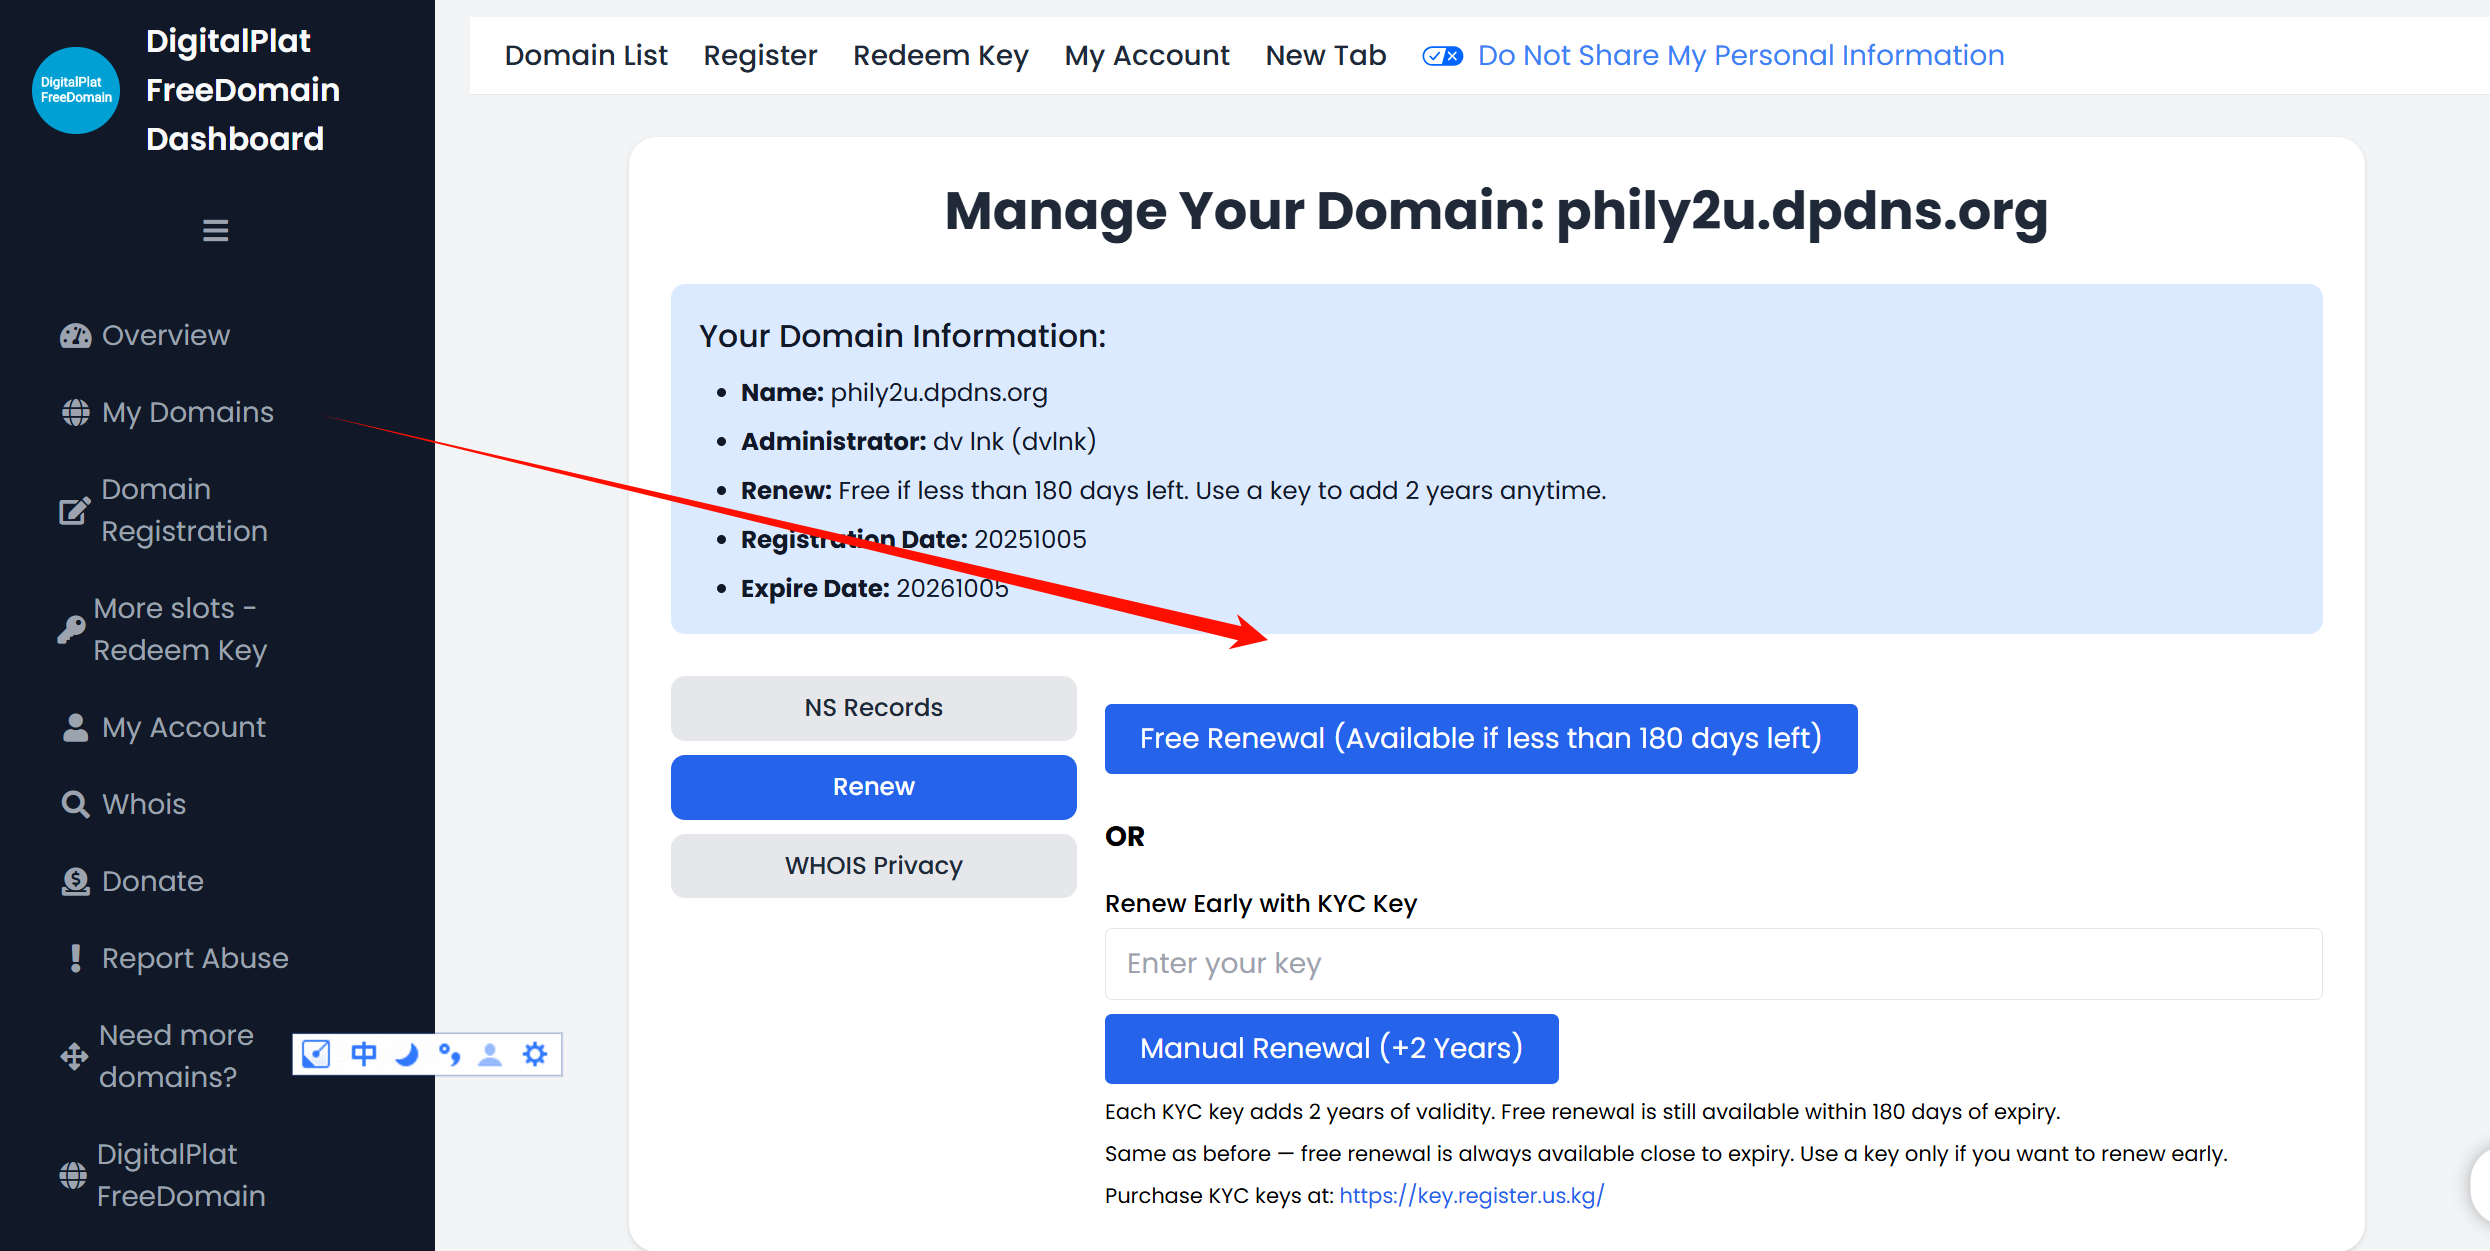 DigitalPlat
FreeDomain
DigitalPlat
FreeDomain
Dashboard
Overview
My Domains
Domain
Registration
More slots -
Redeem Key
My Account
Whois
Donate
Report Abuse
Need more
domains?
DigitalPlat
FreeDomain
中
Domain List Register Redeem Key My Account New Tab Do Not Share My Personal Information
Manage Your Domain: phily2u.dpdns.org
Your Domain Information:
Name: phily2u.dpdns.org
Administrator: dv lnk (dvlnk)
Renew: Free if less than 180 days left. Use a key to add 2 years anytime.
Registration Date: 20251005
Expire Date: 20261005
NS Records
Renew
WHOIS Privacy
Free Renewal (Available if less than 180 days left)
OR
Renew Early with KYC Key
Enter your key
Manual Renewal (+2 Years)
Each KYC key adds 2 years of validity. Free renewal is still available within 180 days of expiry.
Same as before — free renewal is always available close to expiry. Use a key only if you want to renew early.
Purchase KYC keys at: https://key.register.us.kg/